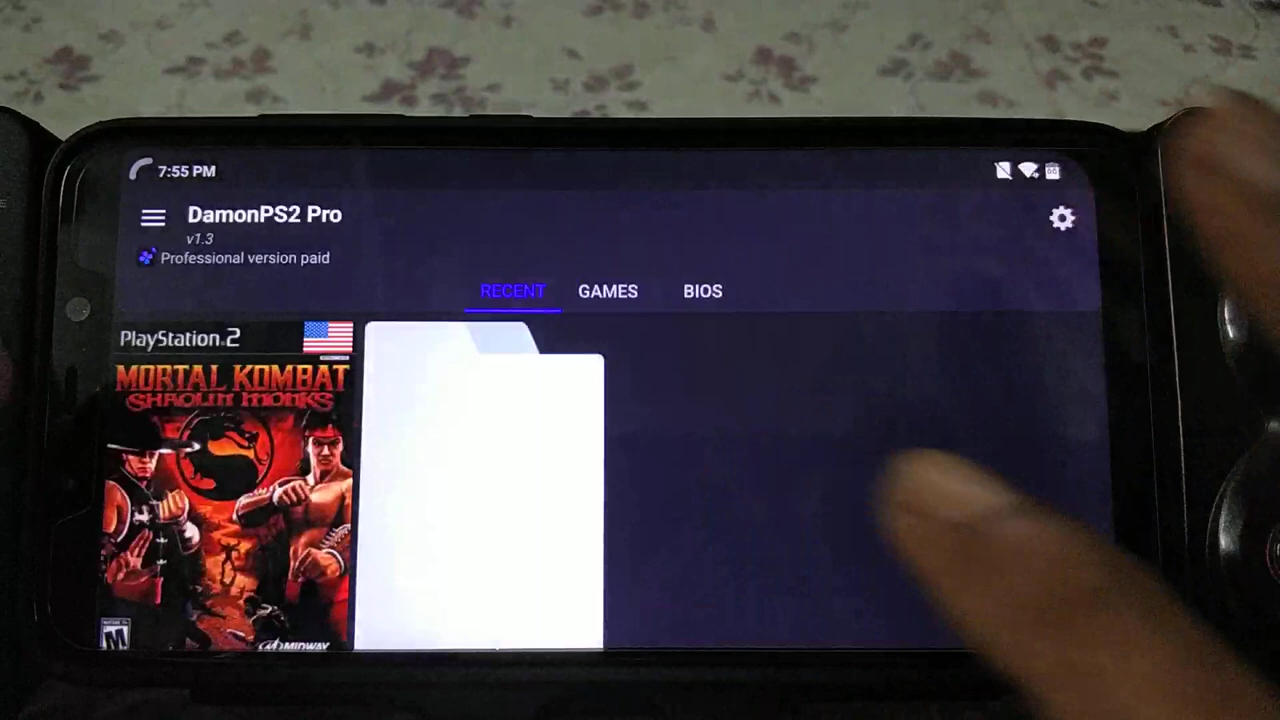 7:55 PM
DamonPS2 Pro
v1.3
Professional version paid
RECENT GAMES BIOS
PlayStation 2
MORTAL KOMBAT
SHAOLIN MONKS
M
MIDWAY